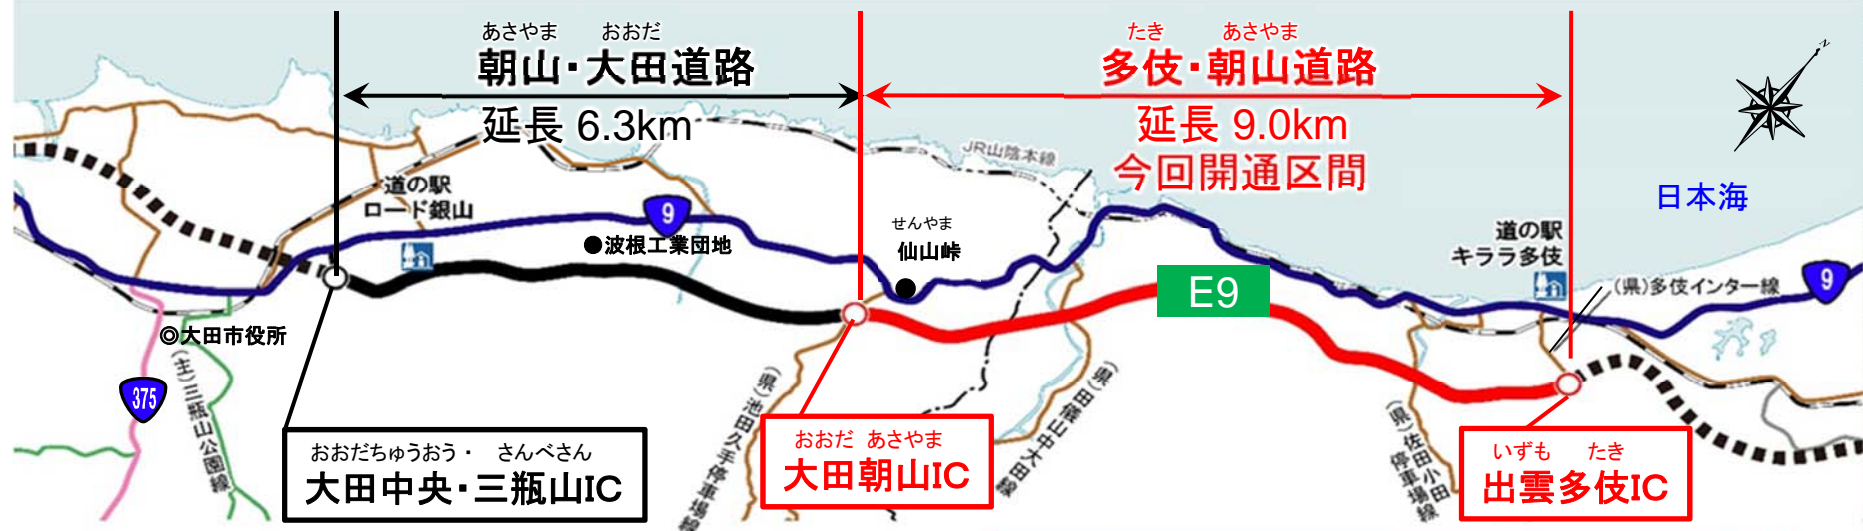 あさやま おおだ
朝山・大田道路
延長 6.3km
たき あさやま
多伎・朝山道路
延長 9.0km
今回開通区間
N
JR山陰本線
日本海
道の駅
ロード銀山
9
●波根工業団地
せんやま
仙山峠
道の駅
キララ多伎
(県)多伎インター線
9
E9
◎大田市役所
375
(主)三瓶山公園線
(県)池田久手停車場線
(県)田儀山中大田線
(県)佐田小田
停車場線
おおだちゅうおう・ さんべさん
大田中央・三瓶山IC
おおだ あさやま
大田朝山IC
いずも たき
出雲多伎IC